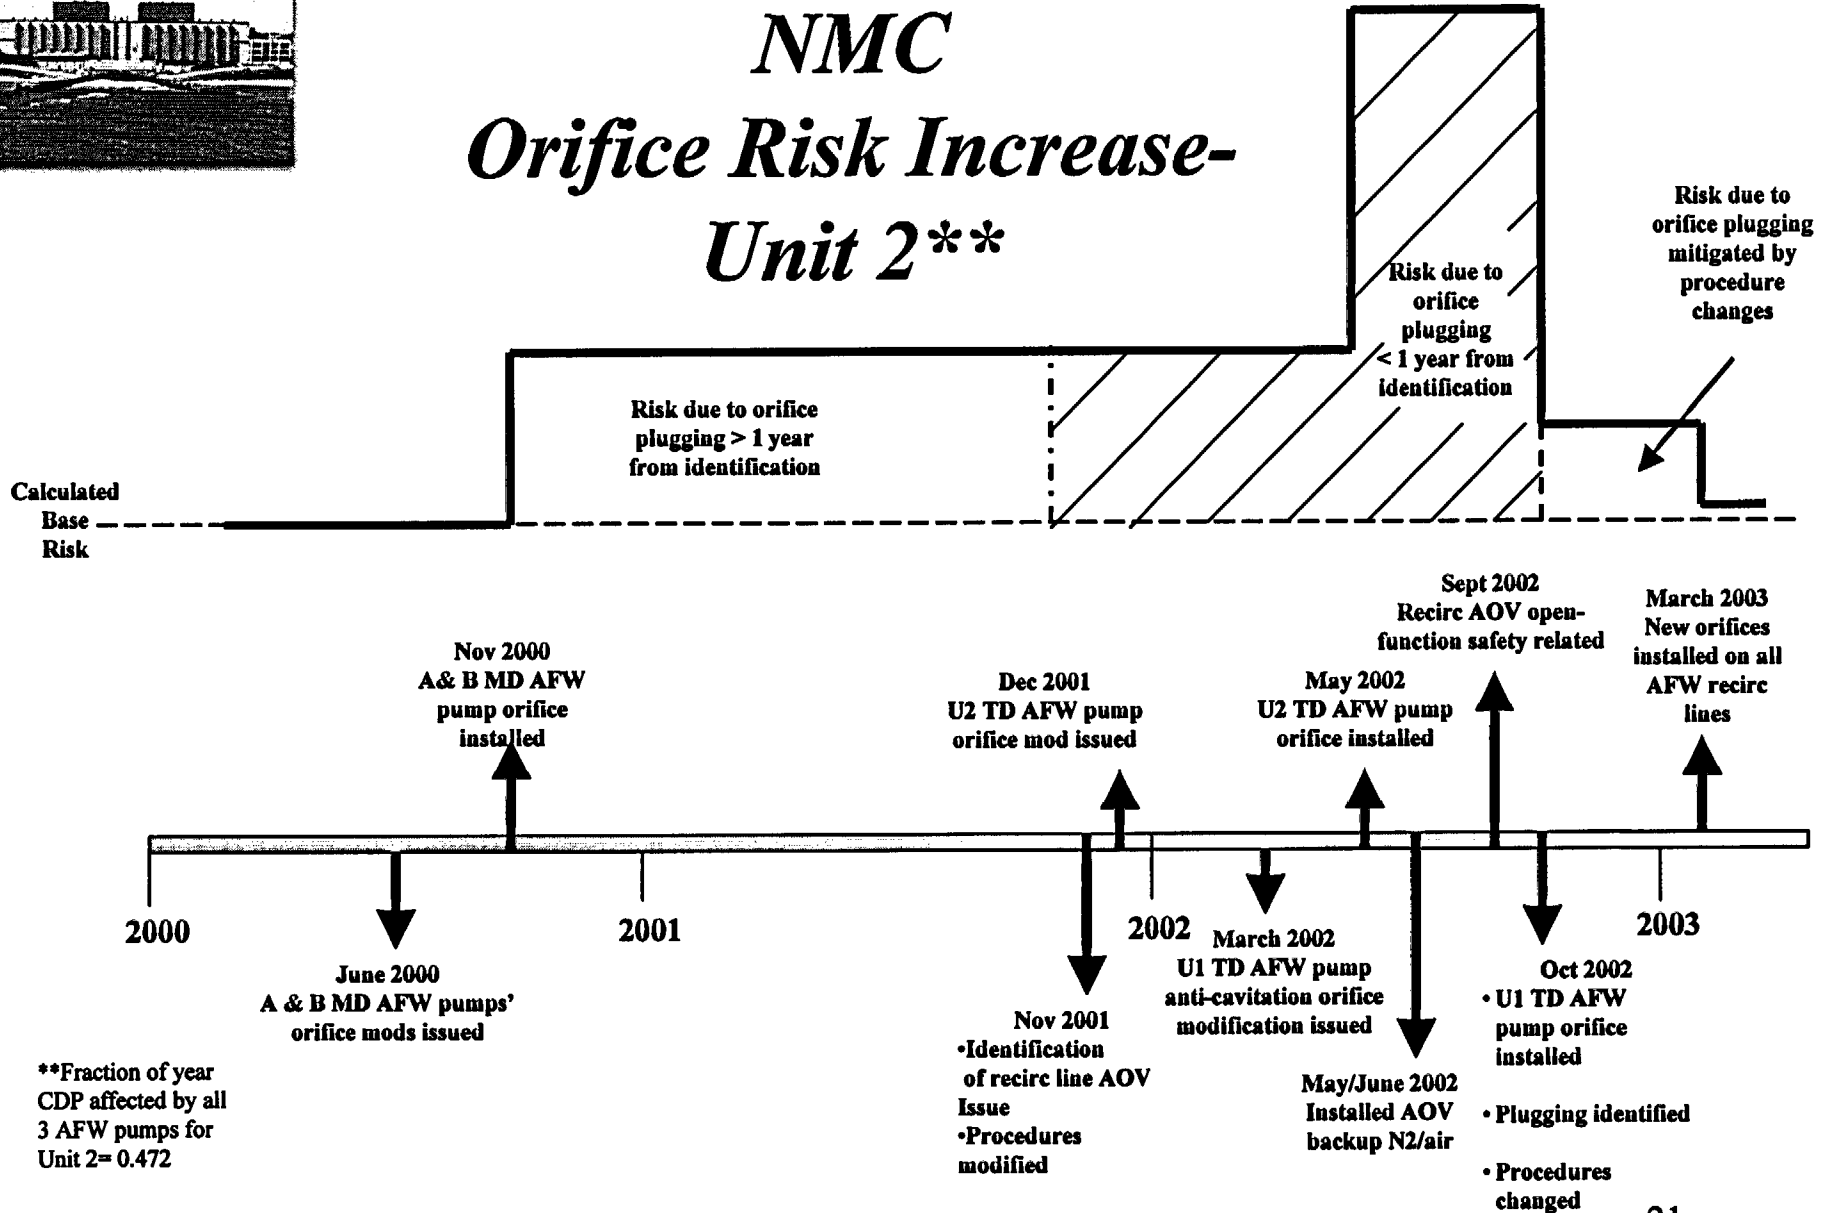 NMC
Orifice Risk Increase-
Unit 2**
Risk due to
orifice plugging
mitigated by
procedure
changes
Risk due to
orifice
plugging
< 1 year from
identification
Risk due to orifice
plugging > 1 year
from identification
Calculated
Base
Risk
Sept 2002
Recirc AOV open-
function safety related
March 2003
New orifices
installed on all
AFW recirc
lines
Nov 2000
A& B MD AFW
pump orifice
installed
Dec 2001
U2 TD AFW pump
orifice mod issued
May 2002
U2 TD AFW pump
orifice installed
2000
2001
2002
2003
June 2000
A & B MD AFW pumps’
orifice mods issued
Nov 2001
•Identification
of recirc line AOV
Issue
•Procedures
modified
March 2002
U1 TD AFW pump
anti-cavitation orifice
modification issued
May/June 2002
Installed AOV
backup N2/air
Oct 2002
• U1 TD AFW
pump orifice
installed
• Plugging identified
• Procedures
changed
**Fraction of year
CDP affected by all
3 AFW pumps for
Unit 2= 0.472